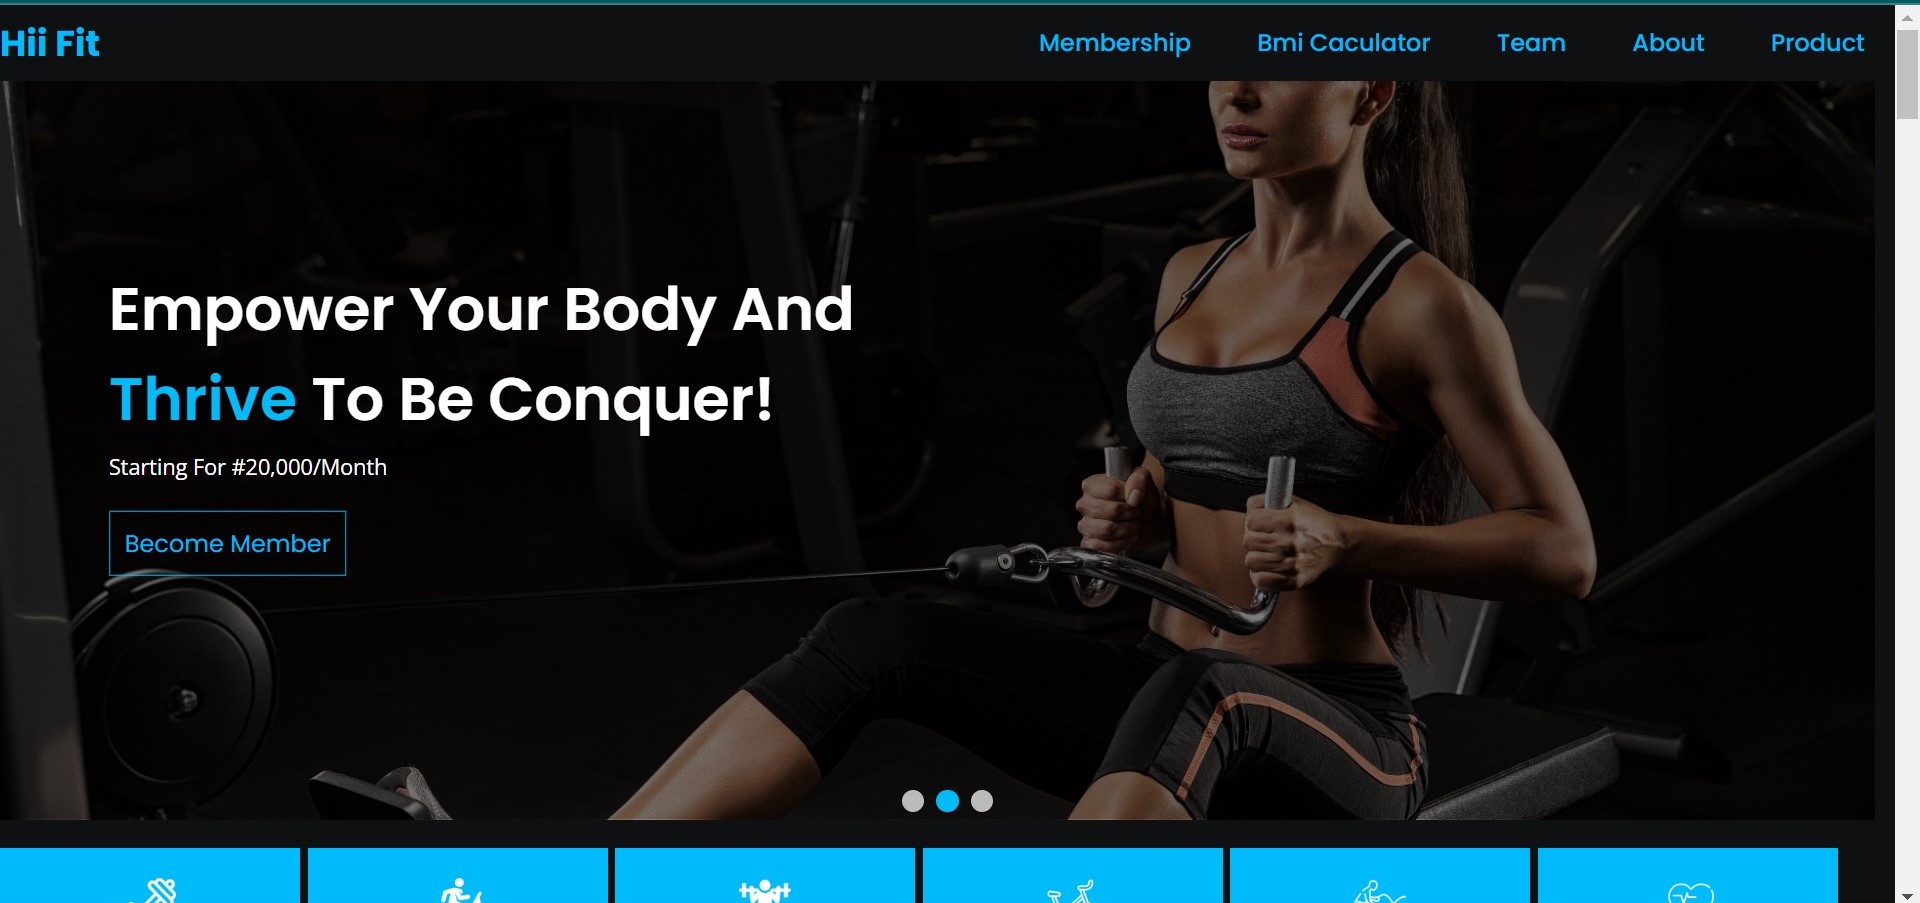 Hii Fit
Membership
Bmi Caculator
Team
About
Product
Empower Your Body And
Thrive To Be Conquer!
Starting For #20,000/Month
Become Member